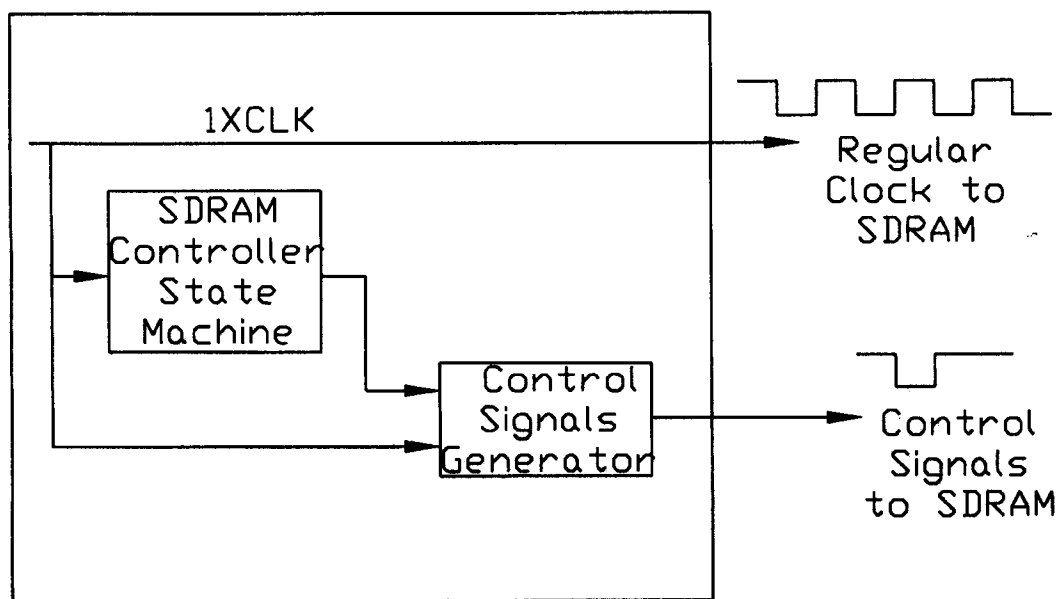 1XCLK
Regular
Clock to
SDRAM
SDRAM
Controller
State
Machine
Control
Signals
Generator
Control
Signals
to SDRAM